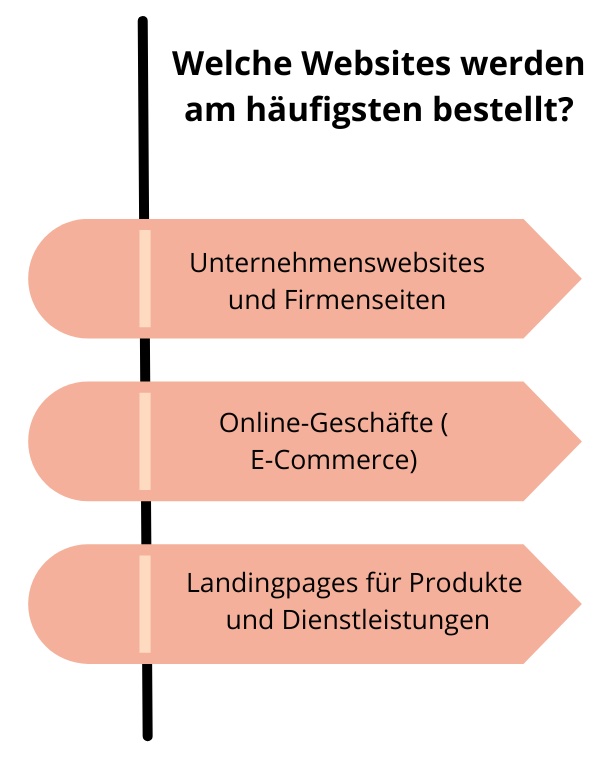 Welche Websites werden
am häufigsten bestellt?
Unternehmenswebsites
und Firmenseiten
Online-Geschäfte (
E-Commerce)
Landingpages für Produkte
und Dienstleistungen